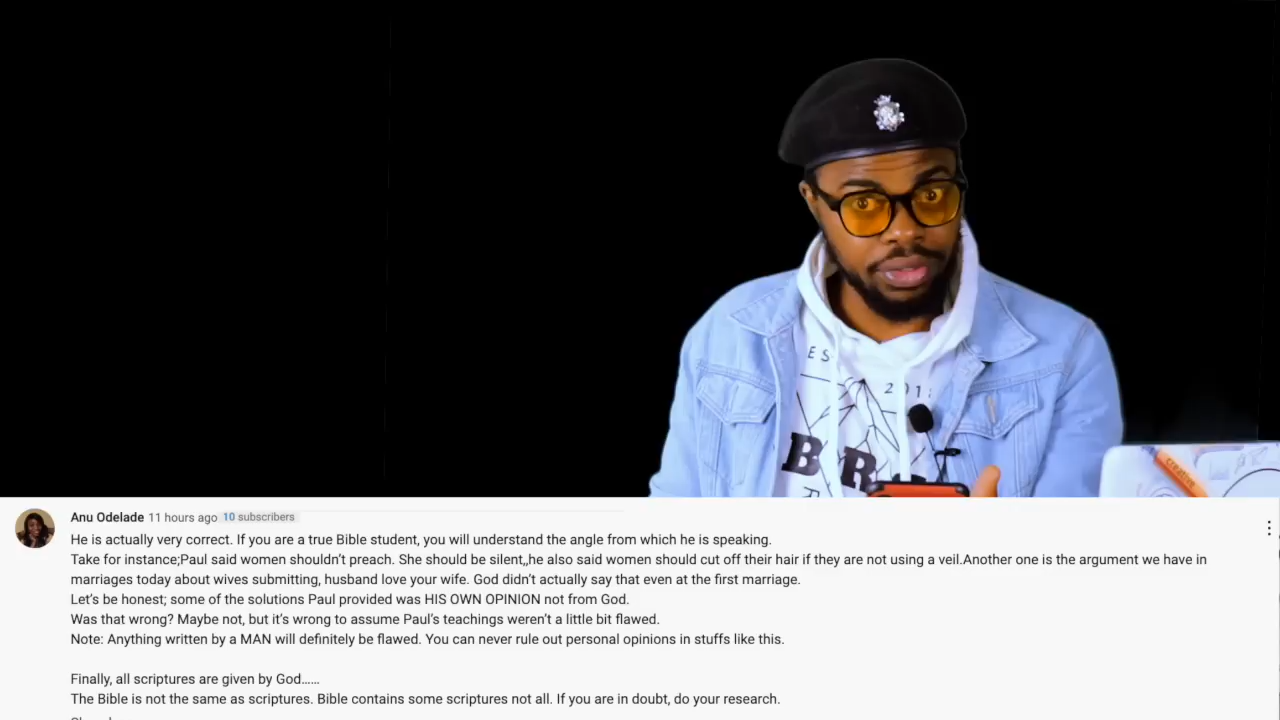 ES
201
BR
creative
Anu Odelade 11 hours ago 10 subscribers
He is actually very correct. If you are a true Bible student, you will understand the angle from which he is speaking.
Take for instance;Paul said women shouldn't preach. She should be silent,,he also said women should cut off their hair if they are not using a veil.Another one is the argument we have in
marriages today about wives submitting, husband love your wife. God didn't actually say that even at the first marriage.
Let's be honest; some of the solutions Paul provided was HIS OWN OPINION not from God.
Was that wrong? Maybe not, but it's wrong to assume Paul's teachings weren't a little bit flawed.
Note: Anything written by a MAN will definitely be flawed. You can never rule out personal opinions in stuffs like this.
Finally, all scriptures are given by God......
The Bible is not the same as scriptures. Bible contains some scriptures not all. If you are in doubt, do your research.